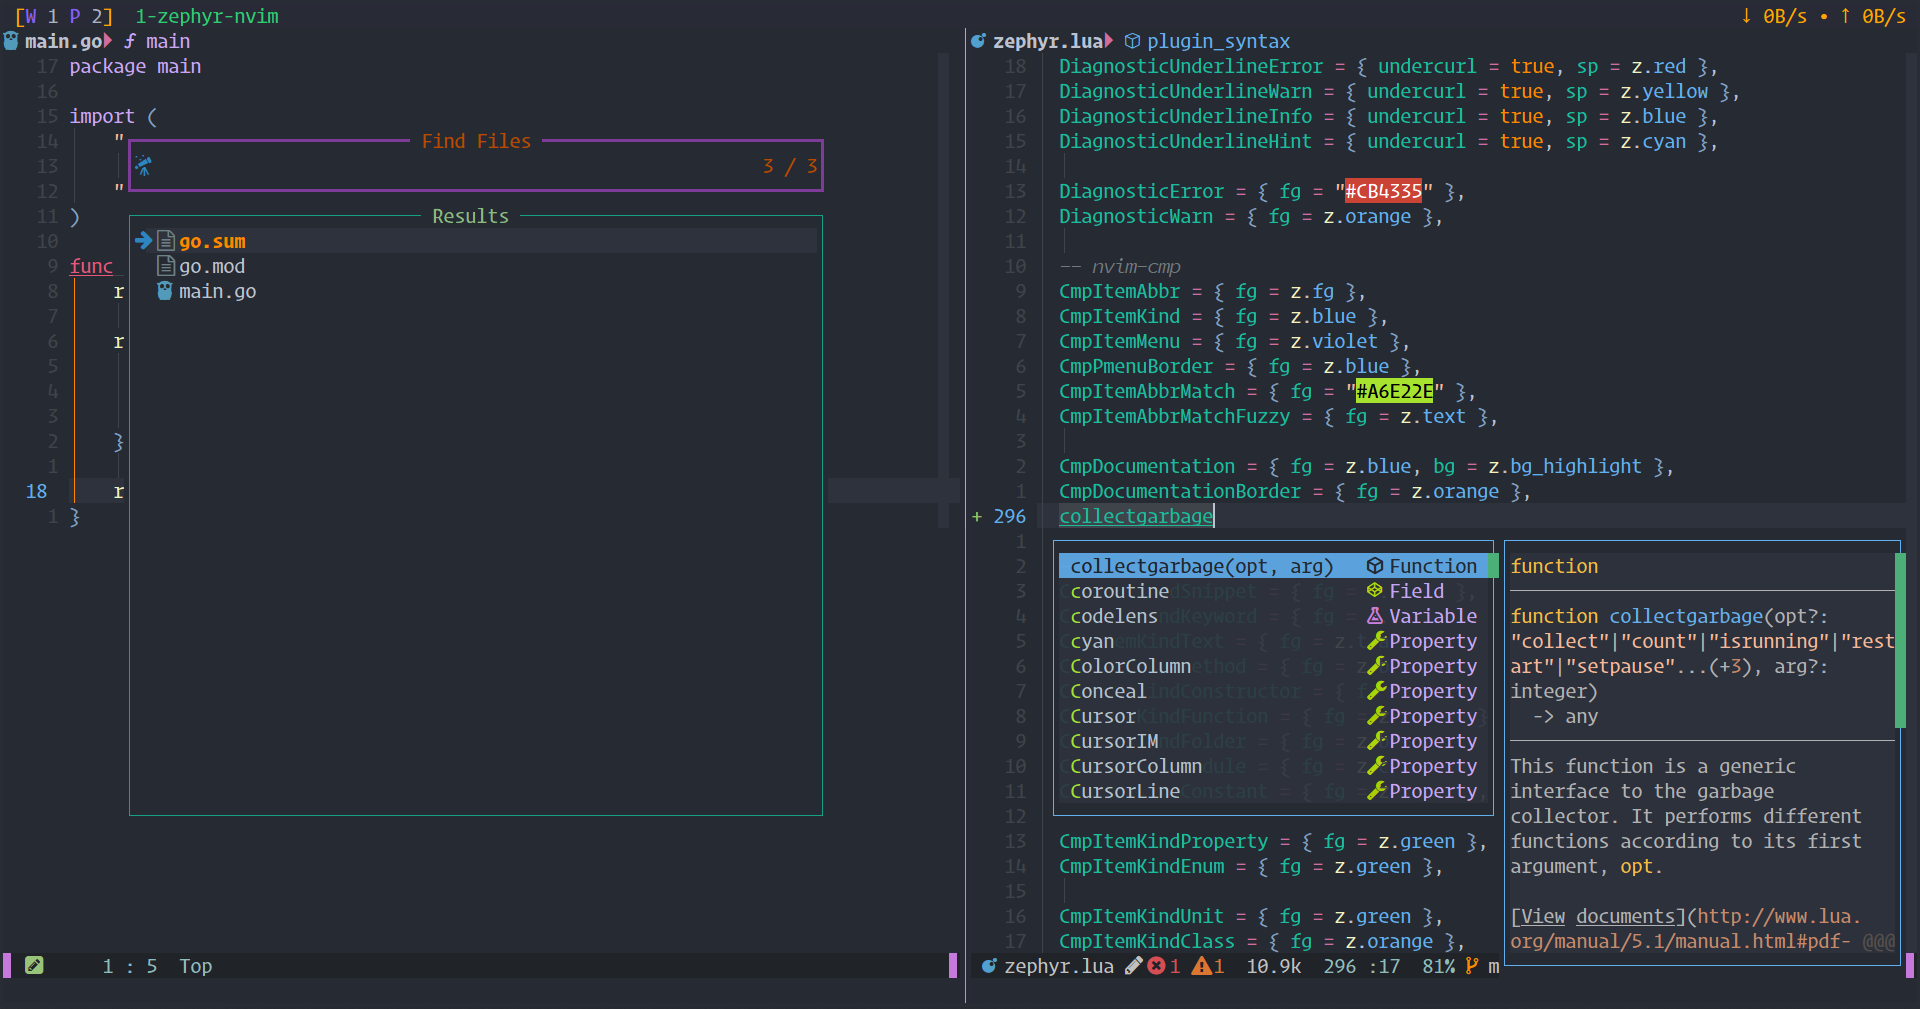 [W 1 P 2] 1-zephyr-nvim
↓ 0B/s • ↑ 0B/s
main.go ƒ main
17 package main
16
15 import (
14 "
13
12 "
11 )
10
9 func
8 r
7
6 r
5
4
3
2 }
1
18 r
1 }
Find Files
3 / 3
Results
go.sum
go.mod
main.go
1 : 5 Top
zephyr.lua plugin_syntax
18 DiagnosticUnderlineError = { undercurl = true, sp = z.red },
17 DiagnosticUnderlineWarn = { undercurl = true, sp = z.yellow },
16 DiagnosticUnderlineInfo = { undercurl = true, sp = z.blue },
15 DiagnosticUnderlineHint = { undercurl = true, sp = z.cyan },
14
13 DiagnosticError = { fg = "#CB4335" },
12 DiagnosticWarn = { fg = z.orange },
11
10 -- nvim-cmp
9 CmpItemAbbr = { fg = z.fg },
8 CmpItemKind = { fg = z.blue },
7 CmpItemMenu = { fg = z.violet },
6 CmpPmenuBorder = { fg = z.blue },
5 CmpItemAbbrMatch = { fg = "#A6E22E" },
4 CmpItemAbbrMatchFuzzy = { fg = z.text },
3
2 CmpDocumentation = { fg = z.blue, bg = z.bg_highlight },
1 CmpDocumentationBorder = { fg = z.orange },
+ 296 collectgarbage
1
2 collectgarbage(opt, arg) Function
3 coroutine Field
4 codelens Variable
5 cyan Property
6 ColorColumn Property
7 Conceal Property
8 Cursor Property
9 CursorIM Property
10 CursorColumn Property
11 CursorLine Property
12
13 CmpItemKindProperty = { fg = z.green },
14 CmpItemKindEnum = { fg = z.green },
15
16 CmpItemKindUnit = { fg = z.green },
17 CmpItemKindClass = { fg = z.orange },
function
function collectgarbage(opt?:
"collect"|"count"|"isrunning"|"rest
art"|"setpause"...(+3), arg?:
integer)
-> any
This function is a generic
interface to the garbage
collector. It performs different
functions according to its first
argument, opt.
[View documents](http://www.lua.
org/manual/5.1/manual.html#pdf- @@@
zephyr.lua 1 1 10.9k 296 :17 81% m